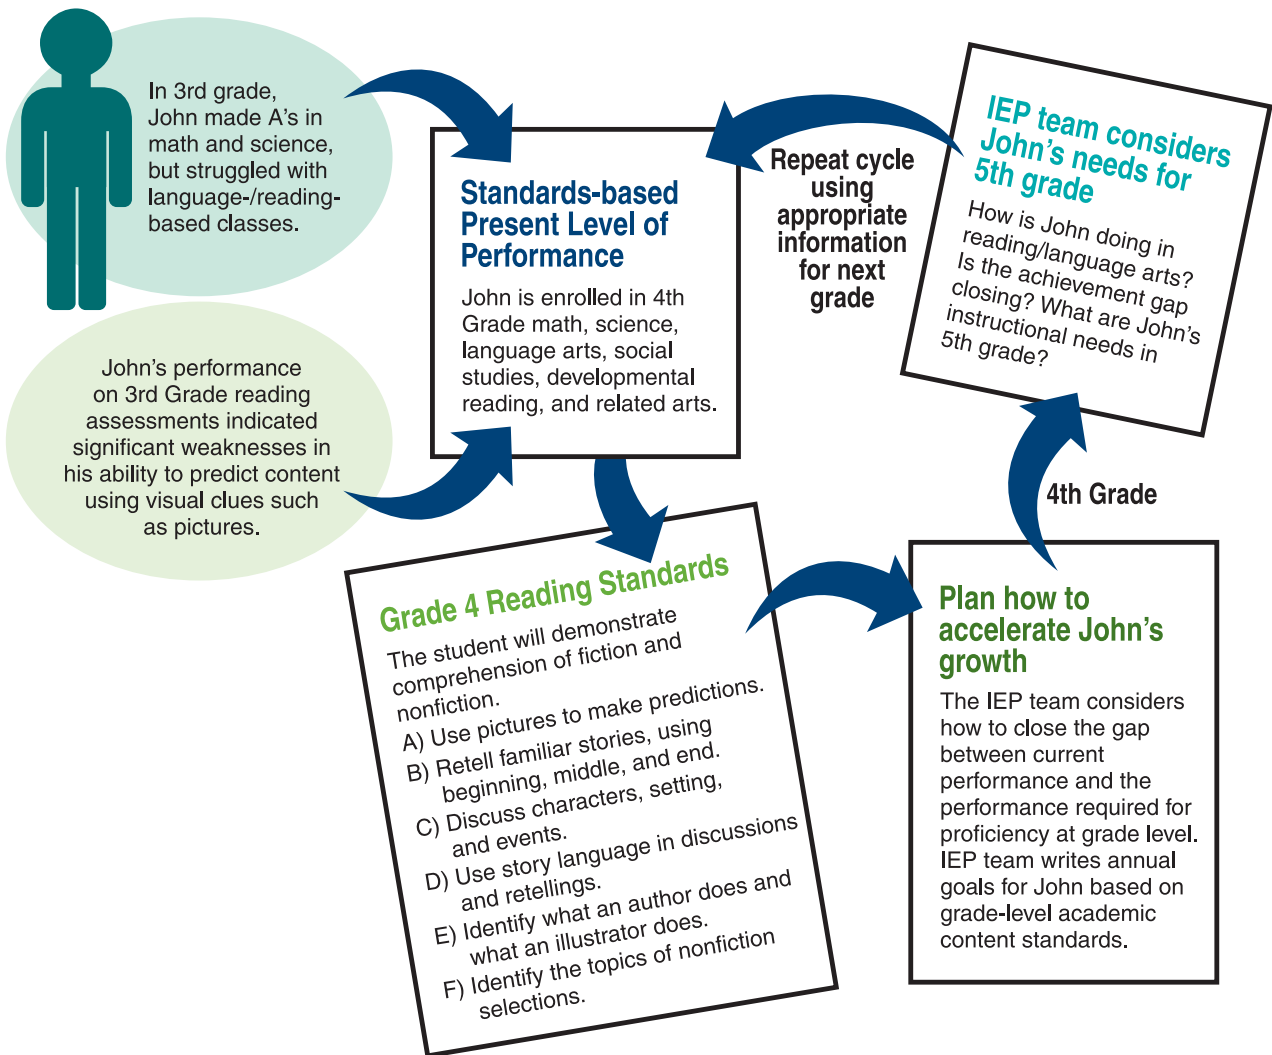 In 3rd grade,
John made A's in
math and science,
but struggled with
language-/reading-
based classes.
John's performance
on 3rd Grade reading
assessments indicated
significant weaknesses in
his ability to predict content
using visual clues such
as pictures.
Standards-based
Present Level of
Performance
John is enrolled in 4th
Grade math, science,
language arts, social
studies, developmental
reading, and related arts.
Grade 4 Reading Standards
The student will demonstrate
comprehension of fiction and
nonfiction.
A) Use pictures to make predictions.
B) Retell familiar stories, using
beginning, middle, and end.
C) Discuss characters, setting,
and events.
D) Use story language in discussions
and retellings.
E) Identify what an author does and
what an illustrator does.
F) Identify the topics of nonfiction
selections.
Plan how to
accelerate John's
growth
The IEP team considers
how to close the gap
between current
performance and the
performance required for
proficiency at grade level.
IEP team writes annual
goals for John based on
grade-level academic
content standards.
4th Grade
IEP team considers
John's needs for
5th grade
How is John doing in
reading/language arts?
Is the achievement gap
closing? What are John's
instructional needs in
5th grade?
Repeat cycle
using
appropriate
information
for next
grade